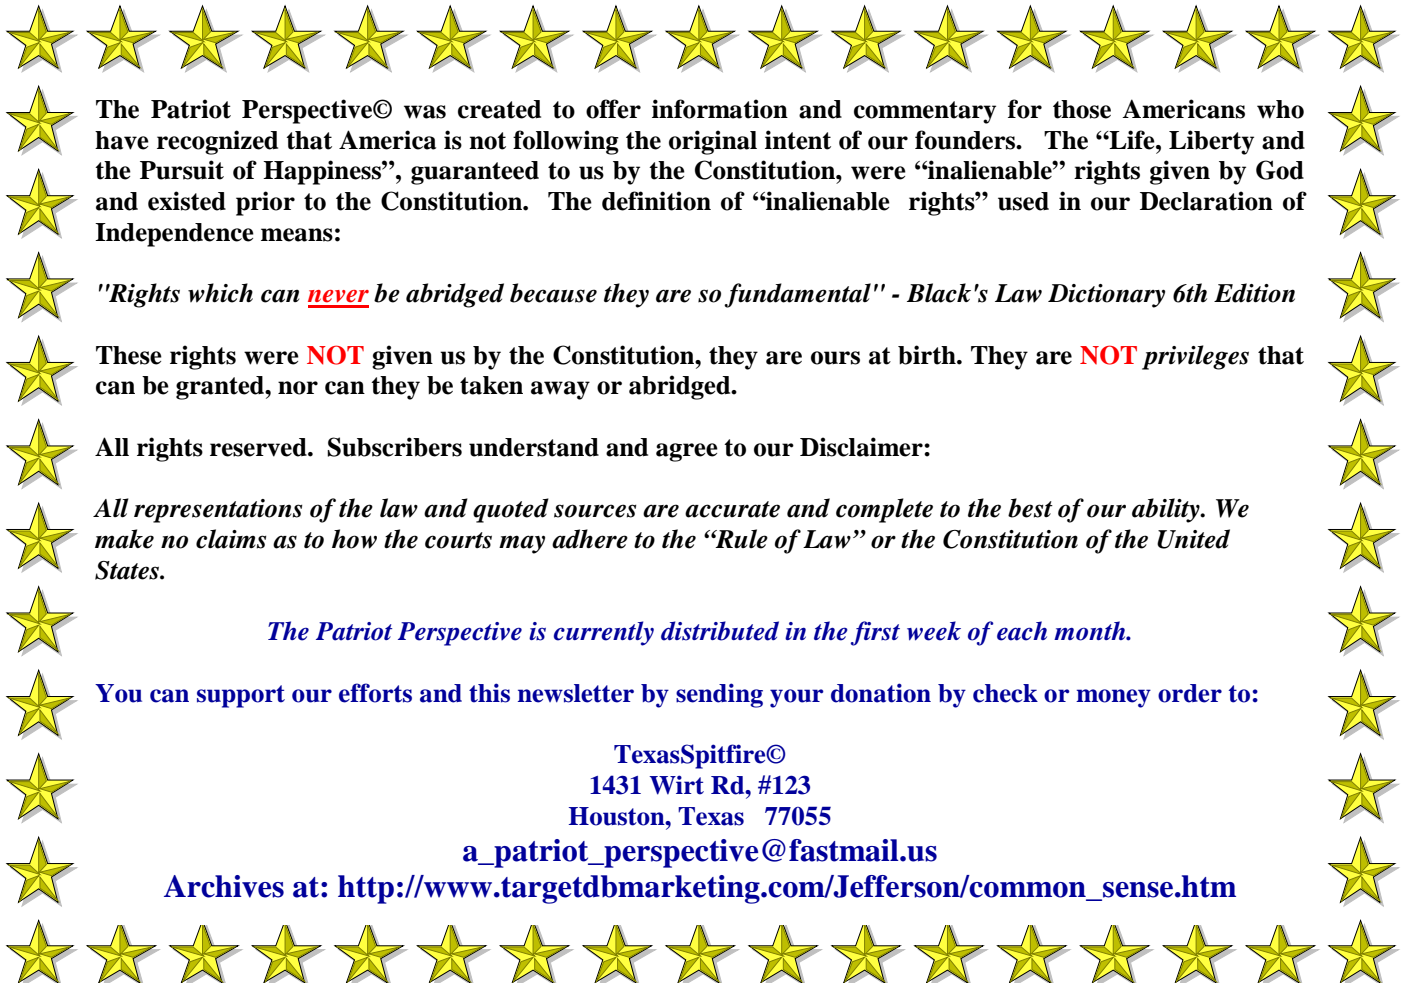 The Patriot Perspective© was created to offer information and commentary for those Americans who
have recognized that America is not following the original intent of our founders. The “Life, Liberty and
the Pursuit of Happiness”, guaranteed to us by the Constitution, were “inalienable” rights given by God
and existed prior to the Constitution. The definition of “inalienable rights” used in our Declaration of
Independence means:
"Rights which can never be abridged because they are so fundamental" - Black's Law Dictionary 6th Edition
These rights were NOT given us by the Constitution, they are ours at birth. They are NOT privileges that
can be granted, nor can they be taken away or abridged.
All rights reserved. Subscribers understand and agree to our Disclaimer:
All representations of the law and quoted sources are accurate and complete to the best of our ability. We
make no claims as to how the courts may adhere to the “Rule of Law” or the Constitution of the United
States.
The Patriot Perspective is currently distributed in the first week of each month.
You can support our efforts and this newsletter by sending your donation by check or money order to:
TexasSpitfire©
1431 Wirt Rd, #123
Houston, Texas 77055
a_patriot_perspective@fastmail.us
Archives at: http://www.targetdbmarketing.com/Jefferson/common_sense.htm